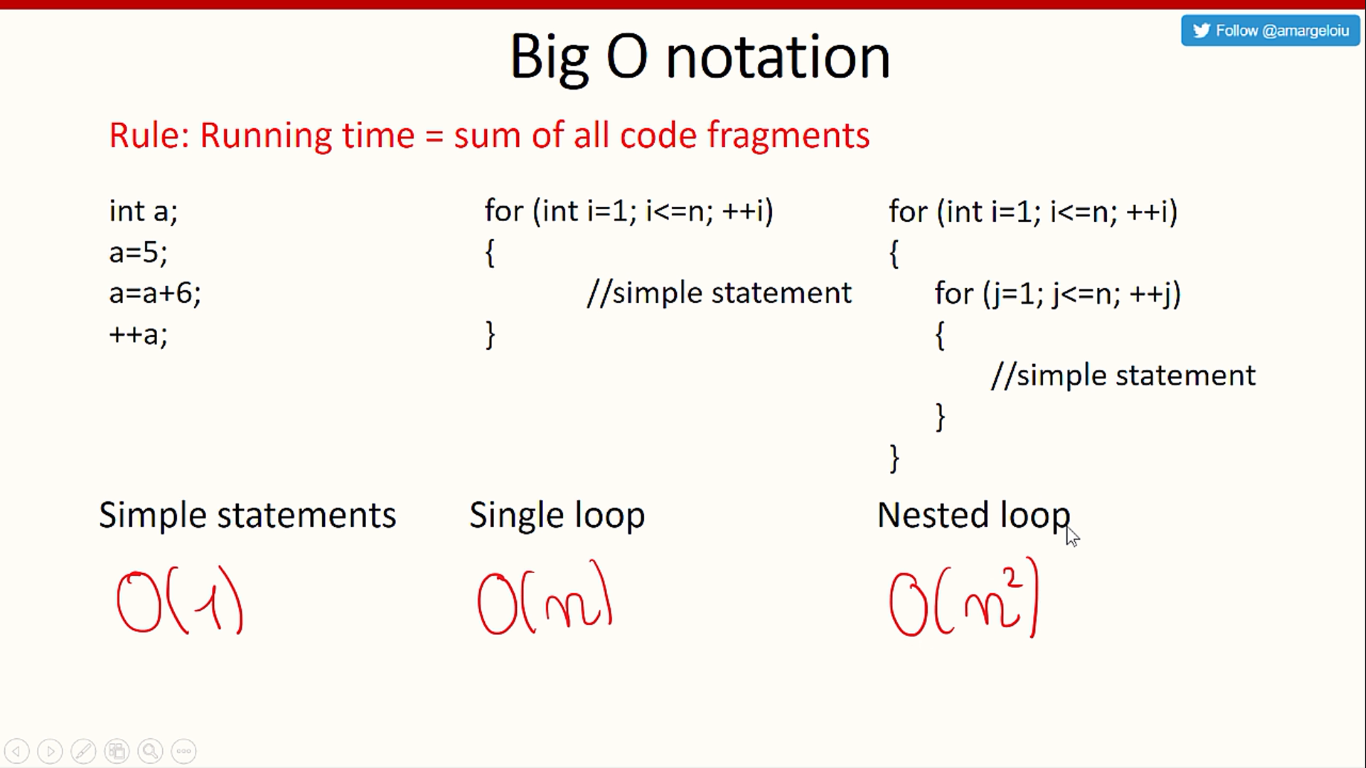 Follow @amargeloiu
Big O notation
Rule: Running time = sum of all code fragments
int a;
a=5;
a=a+6;
++a;
Simple statements
O(1)
for (int i=1; i<=n; ++i)
{
//simple statement
}
Single loop
O(n)
for (int i=1; i<=n; ++i)
{
for (j=1; j<=n; ++j)
{
//simple statement
}
}
Nested loop
O(n²)